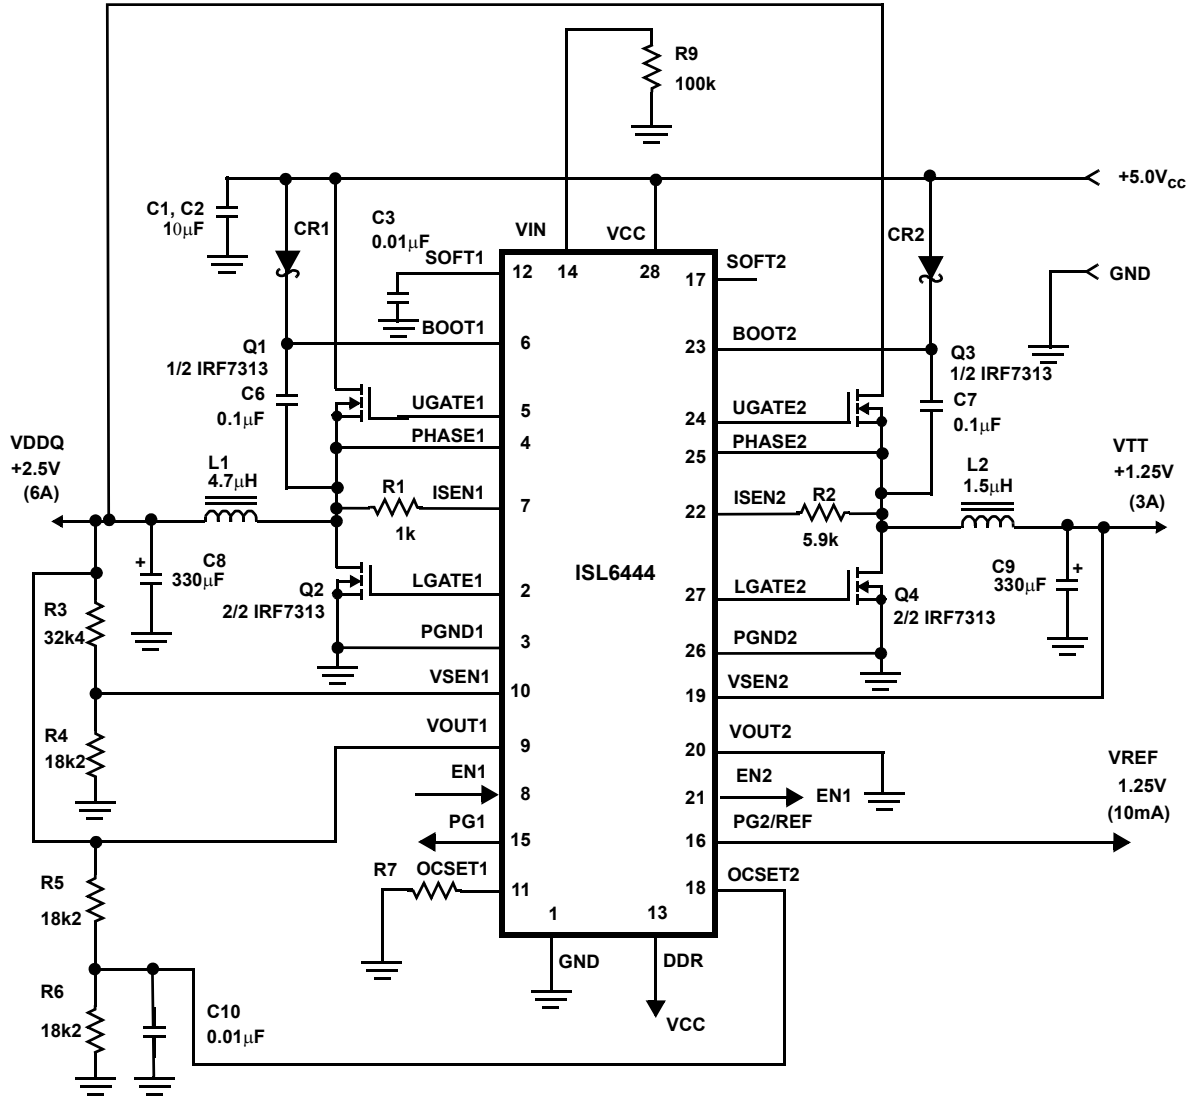 R9
100k
+5.0VCC
C1, C2
10µF
CR1
C3
0.01µF
VIN
VCC
CR2
SOFT1
12
14
28
17
SOFT2
GND
BOOT1
6
23
BOOT2
Q1
1/2 IRF7313
Q3
1/2 IRF7313
C6
0.1µF
UGATE1
5
24
UGATE2
C7
0.1µF
PHASE1
4
25
PHASE2
VDDQ
+2.5V
(6A)
L1
4.7µH
R1
1k
ISEN1
7
22
ISEN2
R2
5.9k
L2
1.5µH
VTT
+1.25V
(3A)
C8
330µF
+
ISL6444
C9
330µF
+
Q2
2/2 IRF7313
LGATE1
2
27
LGATE2
Q4
2/2 IRF7313
R3
32k4
PGND1
3
26
PGND2
VSEN1
10
19
VSEN2
R4
18k2
VOUT1
9
20
VOUT2
VREF
1.25V
(10mA)
EN1
8
21
EN2
EN1
PG1
15
16
PG2/REF
R7
OCSET1
11
18
OCSET2
R5
18k2
1
13
GND
DDR
VCC
R6
18k2
C10
0.01µF